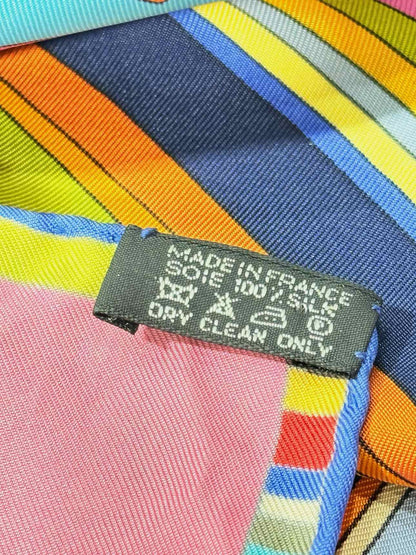 MADE IN FRANCE
SOIE 100% SILK
P
DRY CLEAN ONLY